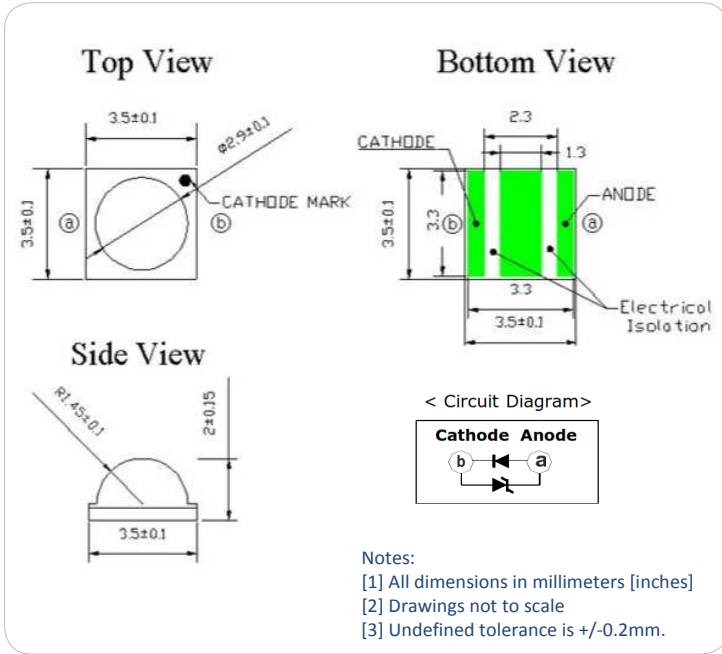 Top View
3.5±0.1
φ2.9±0.1
3.5±0.1
ⓐ
ⓑ
CATHODE MARK
Bottom View
2.3
CATHODE
1.3
3.5±0.1
3.3
ⓑ
ANODE
ⓐ
3.3
3.5±0.1
Electrical
Isolation
Side View
R1.45±0.1
2±0.15
3.5±0.1
< Circuit Diagram>
Cathode Anode
b
a
Notes:
[1] All dimensions in millimeters [inches]
[2] Drawings not to scale
[3] Undefined tolerance is +/-0.2mm.